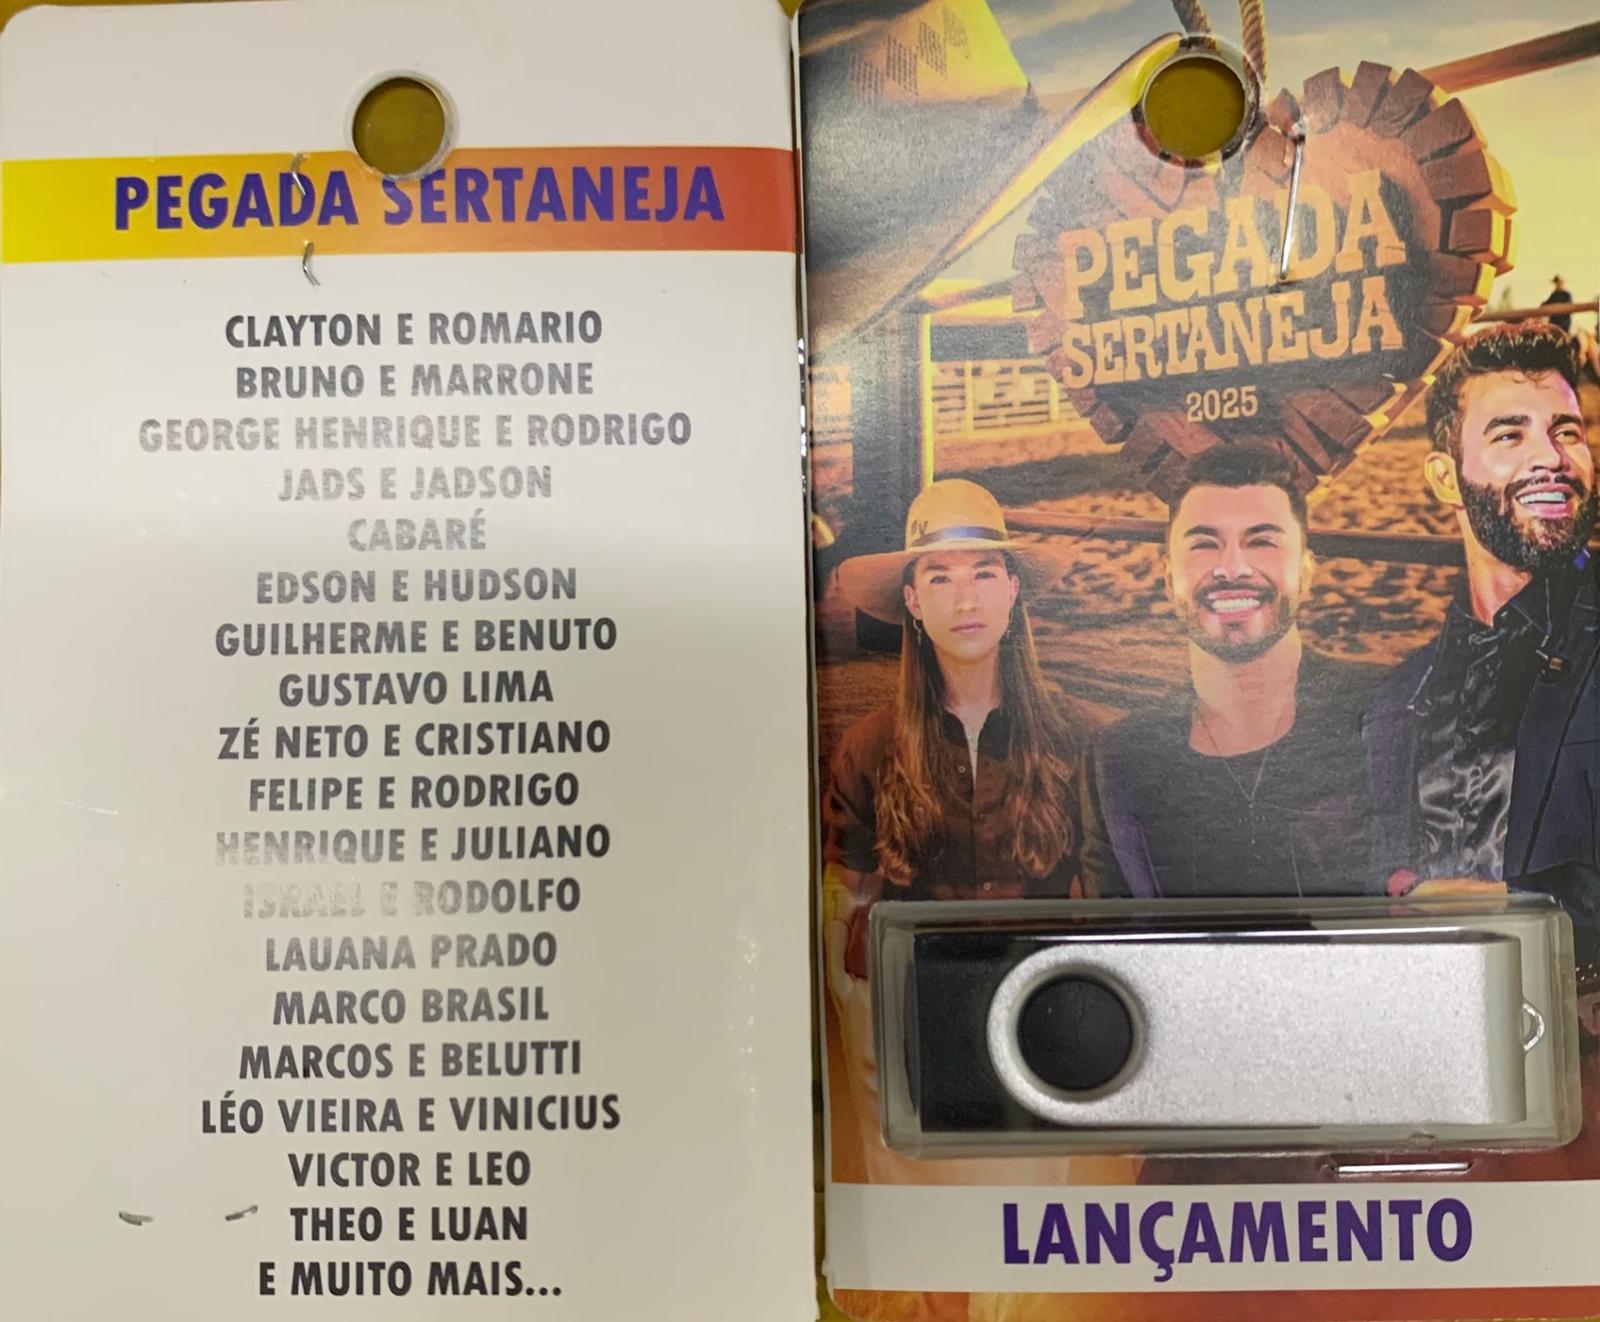 PEGADA SERTANEJA
CLAYTON E ROMARIO
BRUNO E MARRONE
GEORGE HENRIQUE E RODRIGO
JADS E JADSON
CABARÉ
EDSON E HUDSON
GUILHERME E BENUTO
GUSTAVO LIMA
ZÉ NETO E CRISTIANO
FELIPE E RODRIGO
HENRIQUE E JULIANO
ISRAEL E RODOLFO
LAUANA PRADO
MARCO BRASIL
MARCOS E BELUTTI
LÉO VIEIRA E VINICIUS
VICTOR E LEO
THEO E LUAN
E MUITO MAIS...
PEGADA
SERTANEJA
2025
LANÇAMENTO